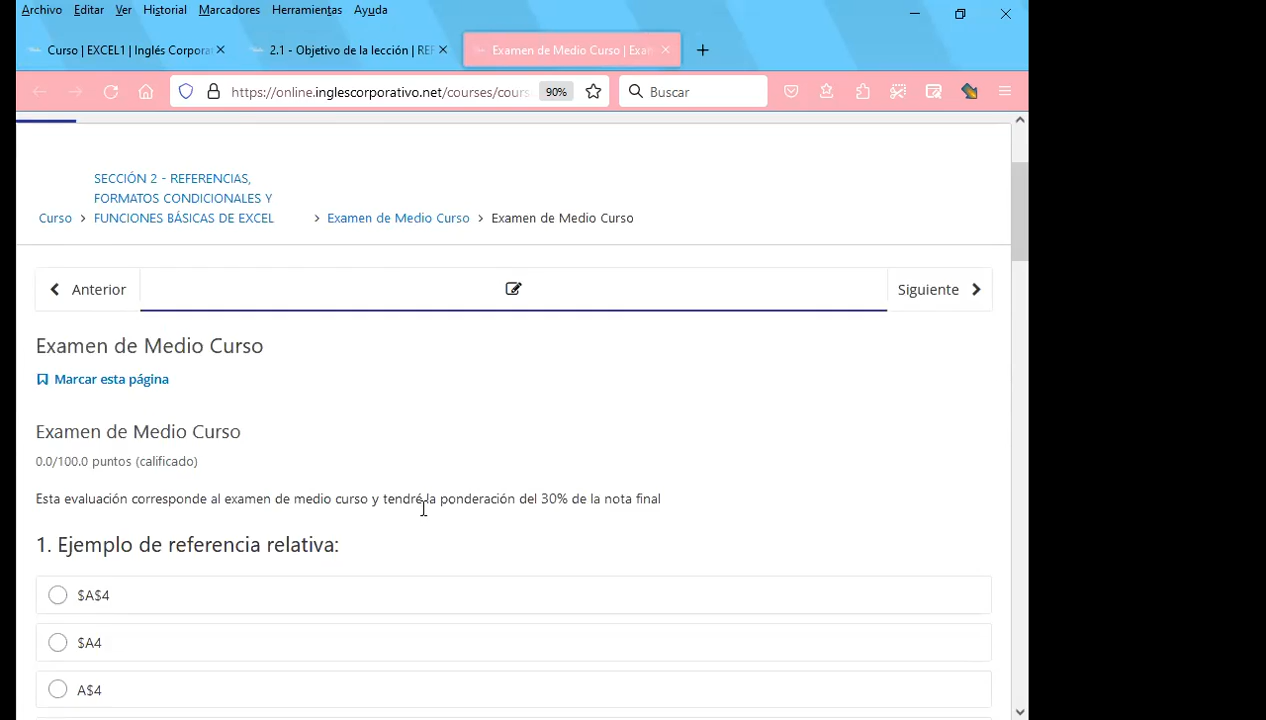 Archivo Editar Ver Historial Marcadores Herramientas Ayuda
Curso | EXCEL1 | Inglés Corporat
2.1 - Objetivo de la lección | REF
Examen de Medio Curso | Exa
https://online.inglescorporativo.net/courses/cours
90%
Buscar
SECCIÓN 2 - REFERENCIAS,
FORMATOS CONDICIONALES Y
Curso > FUNCIONES BÁSICAS DE EXCEL > Examen de Medio Curso > Examen de Medio Curso
Anterior
Siguiente
Examen de Medio Curso
Marcar esta página
Examen de Medio Curso
0.0/100.0 puntos (calificado)
Esta evaluación corresponde al examen de medio curso y tendré la ponderación del 30% de la nota final
1. Ejemplo de referencia relativa:
$A$4
$A4
A$4